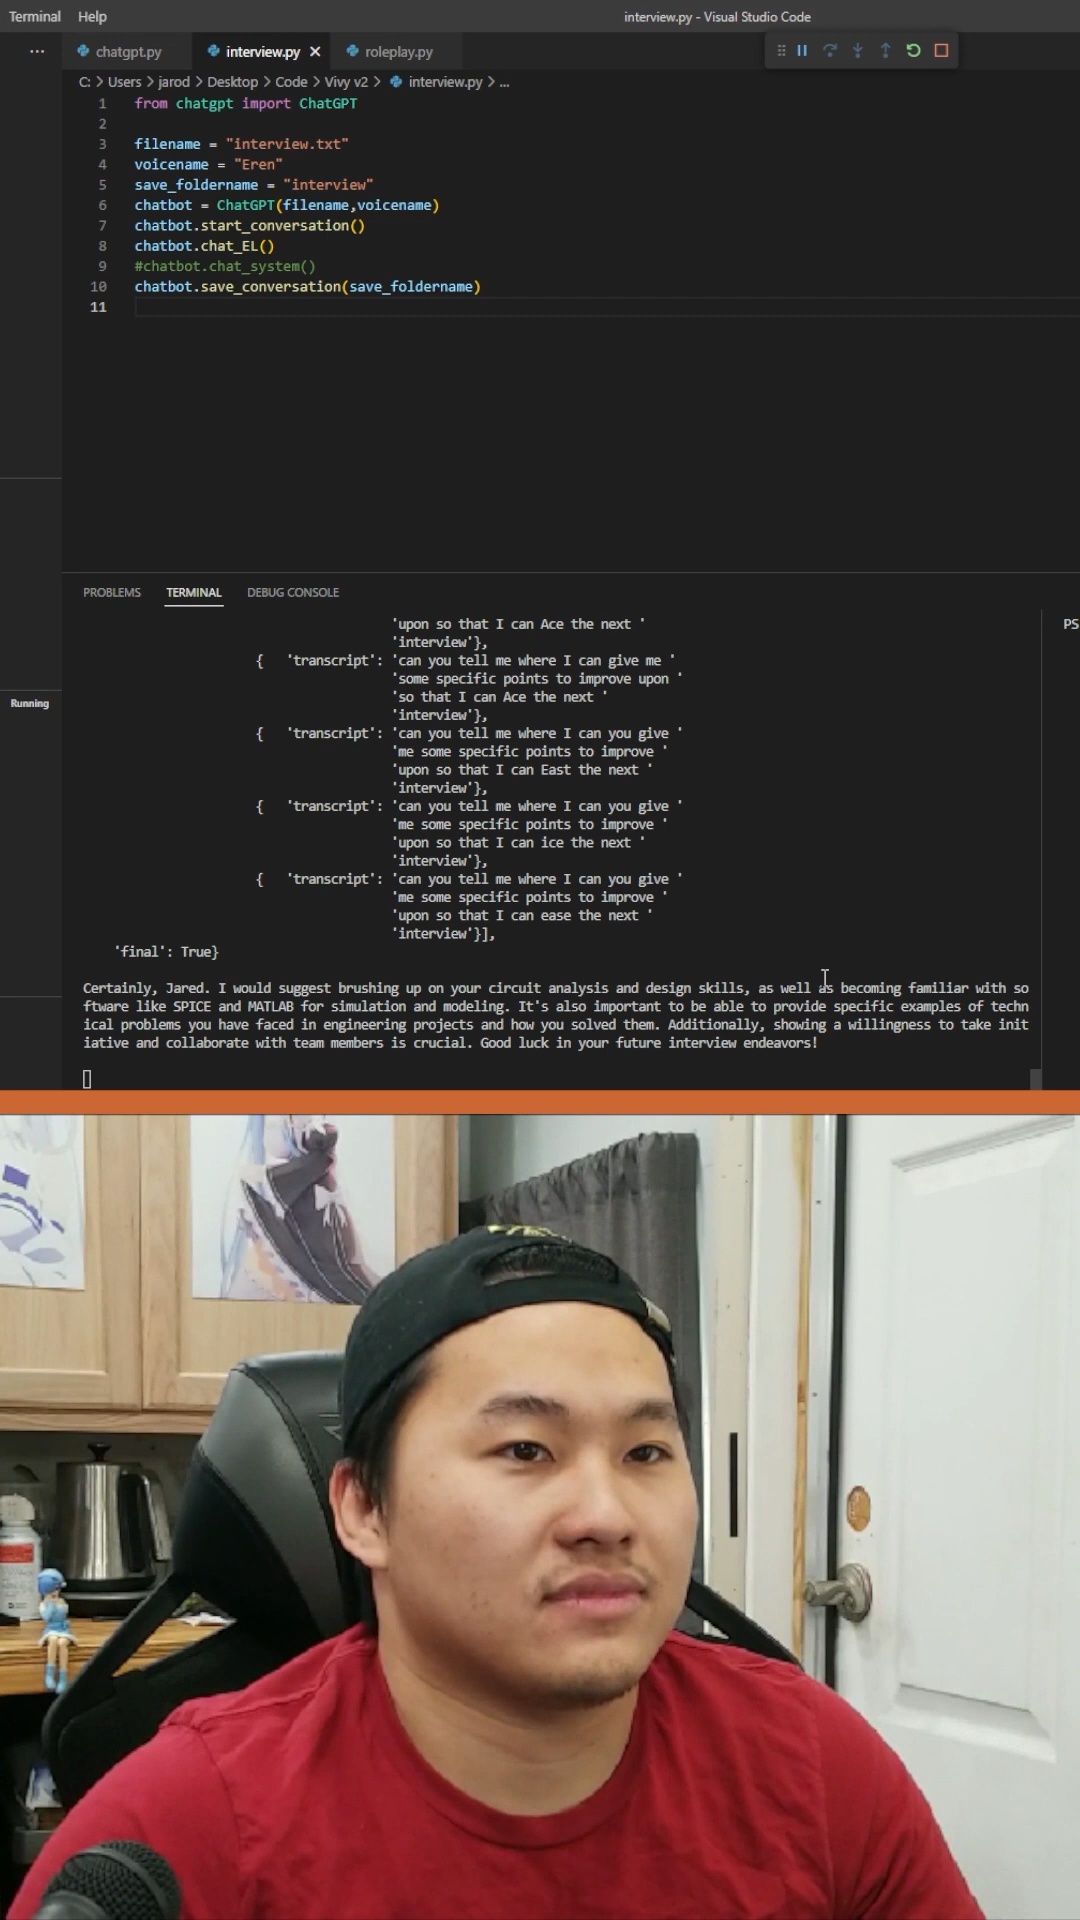 Terminal Help interview.py - Visual Studio Code
... chatgpt.py interview.py × roleplay.py
C: > Users > jarod > Desktop > Code > Vivy v2 > interview.py > ...
1 from chatgpt import ChatGPT
2
3 filename = "interview.txt"
4 voicename = "Eren"
5 save_foldername = "interview"
6 chatbot = ChatGPT(filename,voicename)
7 chatbot.start_conversation()
8 chatbot.chat_EL()
9 #chatbot.chat_system()
10 chatbot.save_conversation(save_foldername)
11
PROBLEMS TERMINAL DEBUG CONSOLE
PS
Running
'upon so that I can Ace the next '
'interview'},
{ 'transcript': 'can you tell me where I can give me '
'some specific points to improve upon '
'so that I can Ace the next '
'interview'},
{ 'transcript': 'can you tell me where I can you give '
'me some specific points to improve '
'upon so that I can East the next '
'interview'},
{ 'transcript': 'can you tell me where I can you give '
'me some specific points to improve '
'upon so that I can ice the next '
'interview'},
{ 'transcript': 'can you tell me where I can you give '
'me some specific points to improve '
'upon so that I can ease the next '
'interview'}],
'final': True}
Certainly, Jared. I would suggest brushing up on your circuit analysis and design skills, as well as becoming familiar with so
ftware like SPICE and MATLAB for simulation and modeling. It's also important to be able to provide specific examples of techn
ical problems you have faced in engineering projects and how you solved them. Additionally, showing a willingness to take init
iative and collaborate with team members is crucial. Good luck in your future interview endeavors!